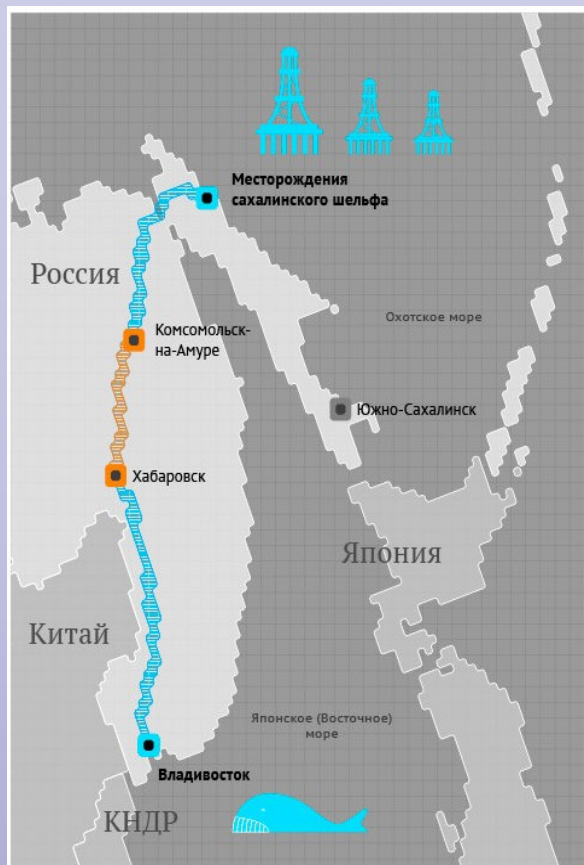 Месторождения
сахалинского шельфа
Россия
Охотское море
Комсомольск-
на-Амуре
Южно-Сахалинск
Хабаровск
Япония
Китай
Японское (Восточное)
море
Владивосток
КНДР